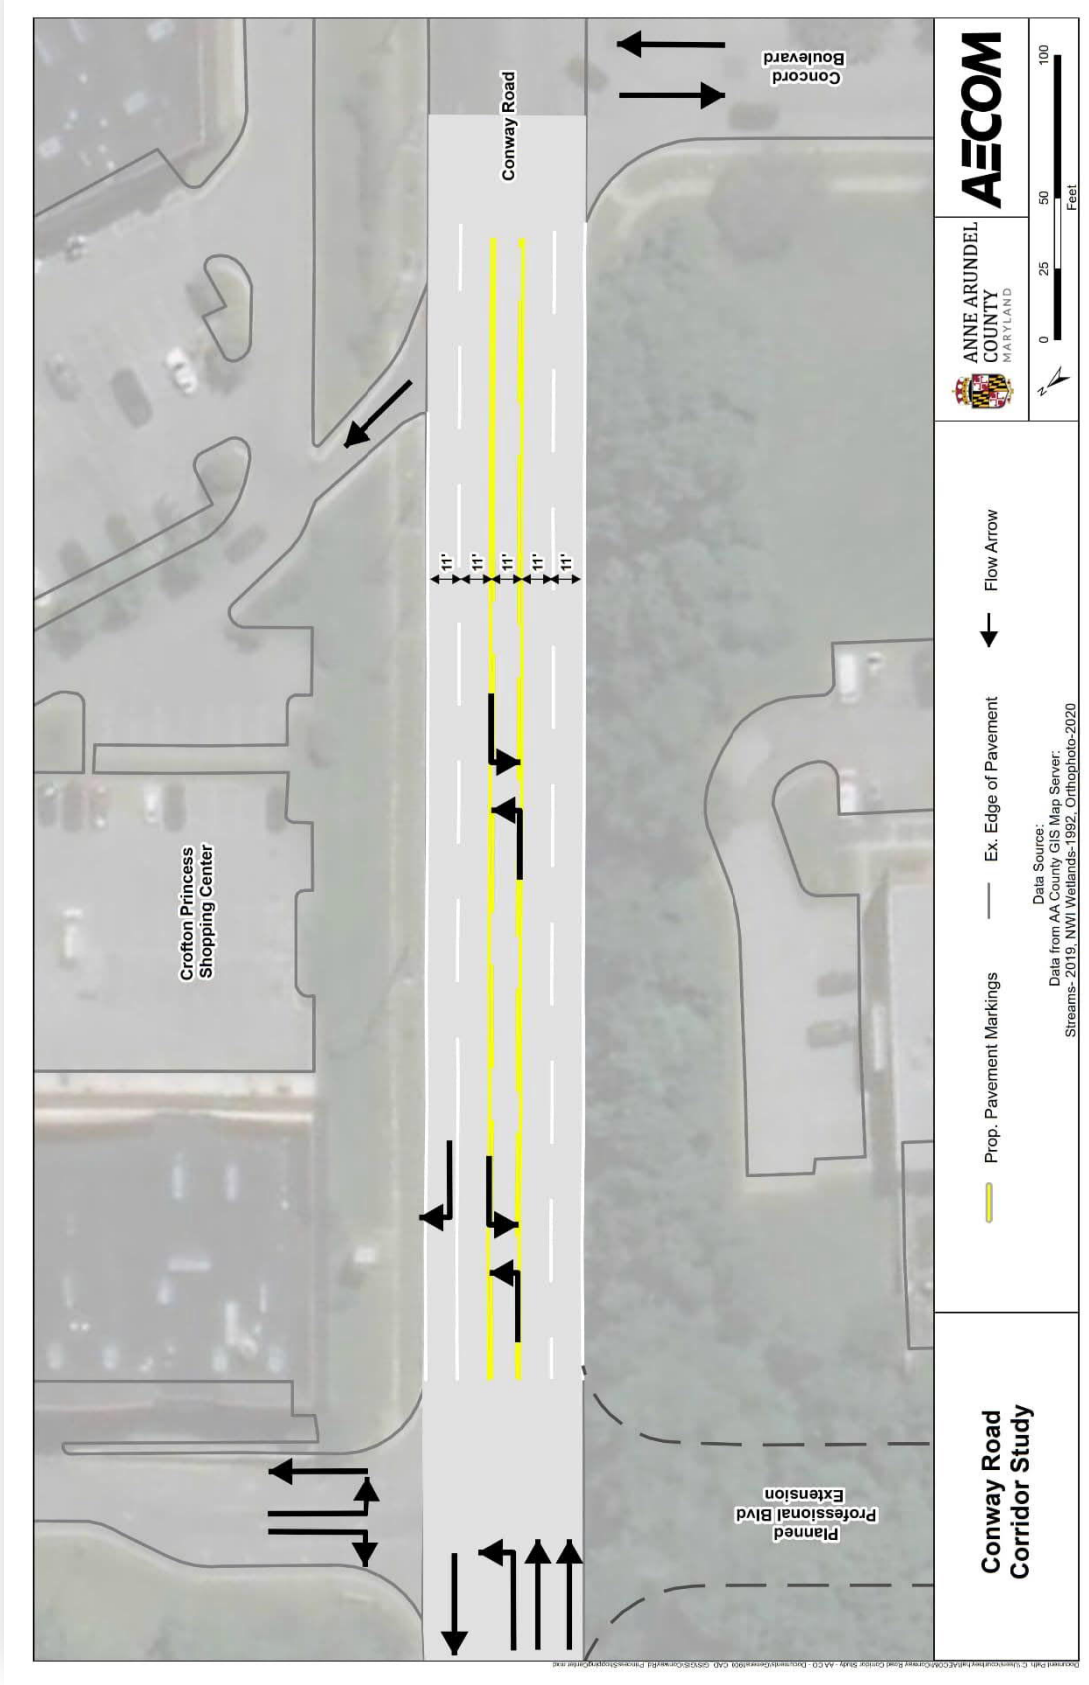 Concord
Boulevard
Conway Road
11'
11'
11'
11'
11'
Crofton Princess
Shopping Center
Planned
Professional Blvd
Extension
Conway Road
Corridor Study
Prop. Pavement Markings
Ex. Edge of Pavement
Flow Arrow
Data Source:
Data from AA County GIS Map Server:
Streams- 2019, NWI Wetlands-1992, Orthophoto-2020
ANNE ARUNDEL
COUNTY
MARYLAND
AECOM
N
0 25 50 100
Feet